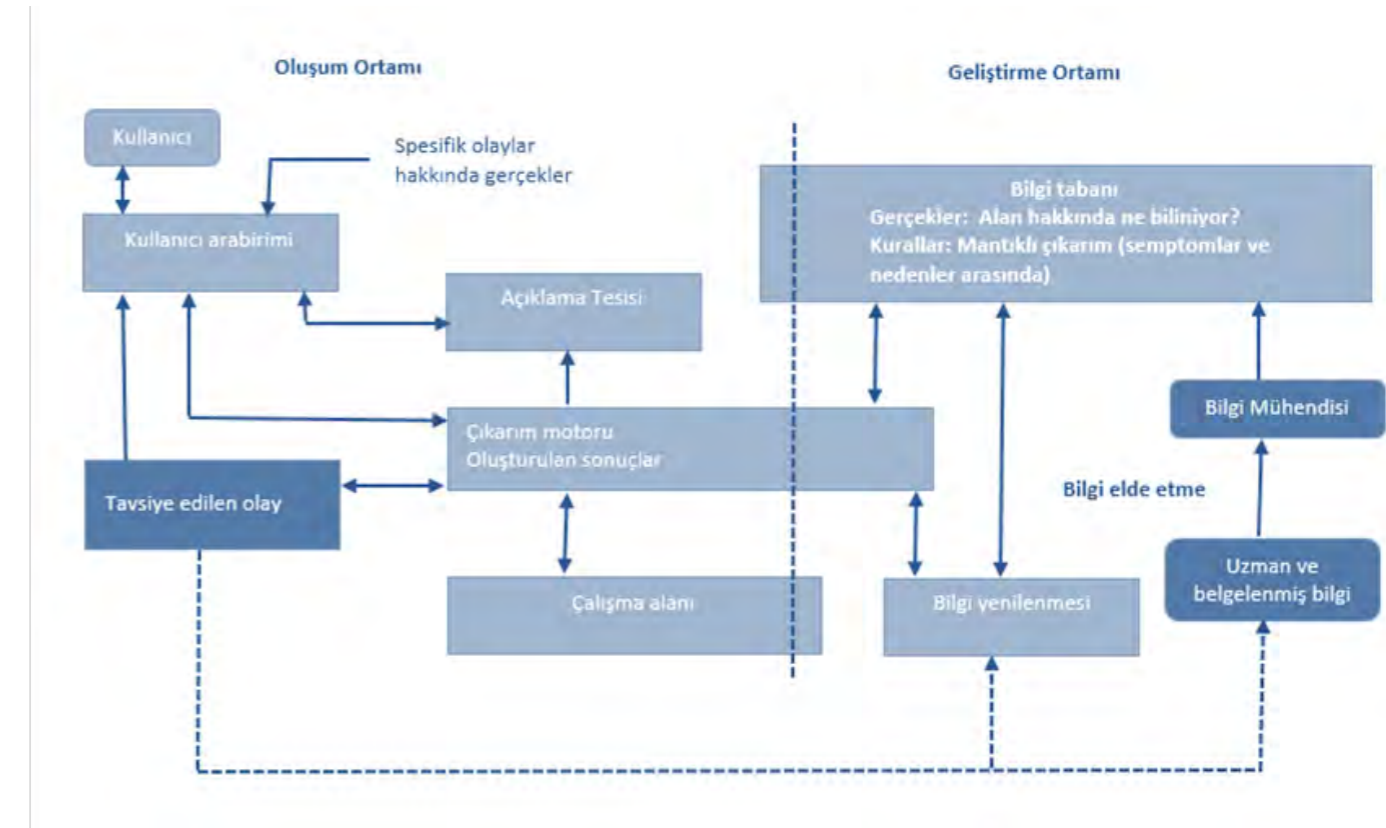 Oluşum Ortamı
Geliştirme Ortamı
Kullanıcı
Spesifik olaylar
hakkında gerçekler
Kullanıcı arabirimi
Bilgi tabanı
Gerçekler: Alan hakkında ne biliniyor?
Kurallar: Mantıklı çıkarım (semptomlar ve
nedenler arasında)
Açıklama Tesisi
Çıkarım motoru
Oluşturulan sonuçlar
Bilgi Mühendisi
Tavsiye edilen olay
Bilgi elde etme
Çalışma alanı
Bilgi yenilenmesi
Uzman ve
belgelenmiş bilgi